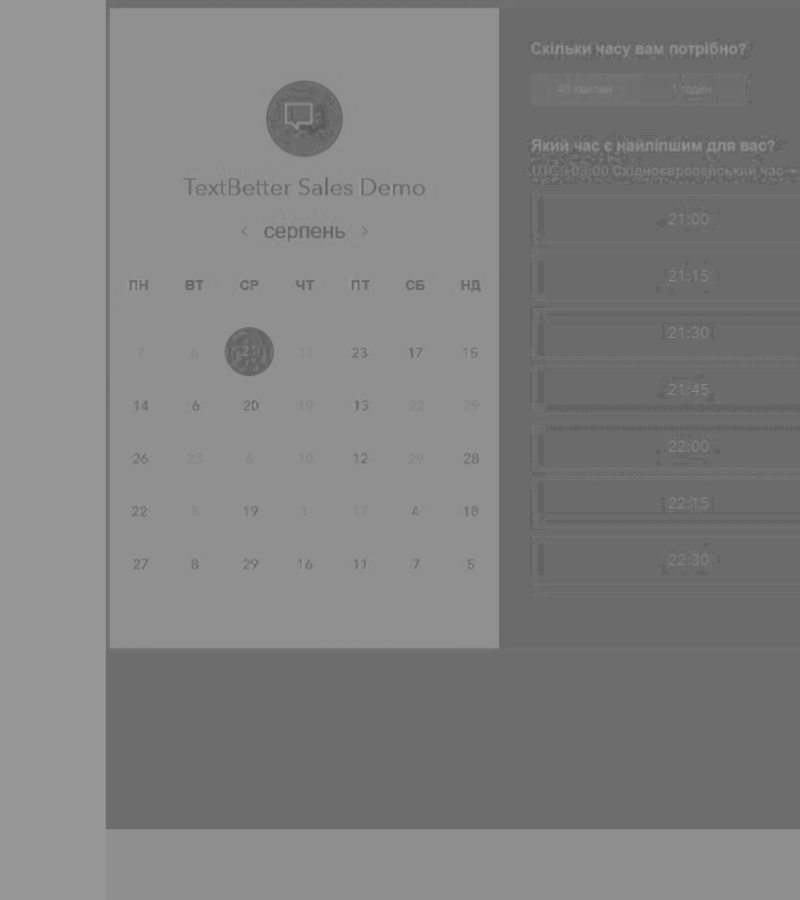 TextBetter Sales Demo
‹ серпень ›
ПН ВТ СР ЧТ ПТ СБ НД
7 6 21 11 23 17 15
14 6 20 19 13 22 29
26 23 6 10 12 29 28
22 5 19 1 17 4 18
27 8 29 16 11 7 5
Скільки часу вам потрібно?
40 хвилин 1 годин
Який час є найліпшим для вас?
UTC +03:00 Східноєвропейський час
21:00
21:15
21:30
21:45
22:00
22:15
22:30